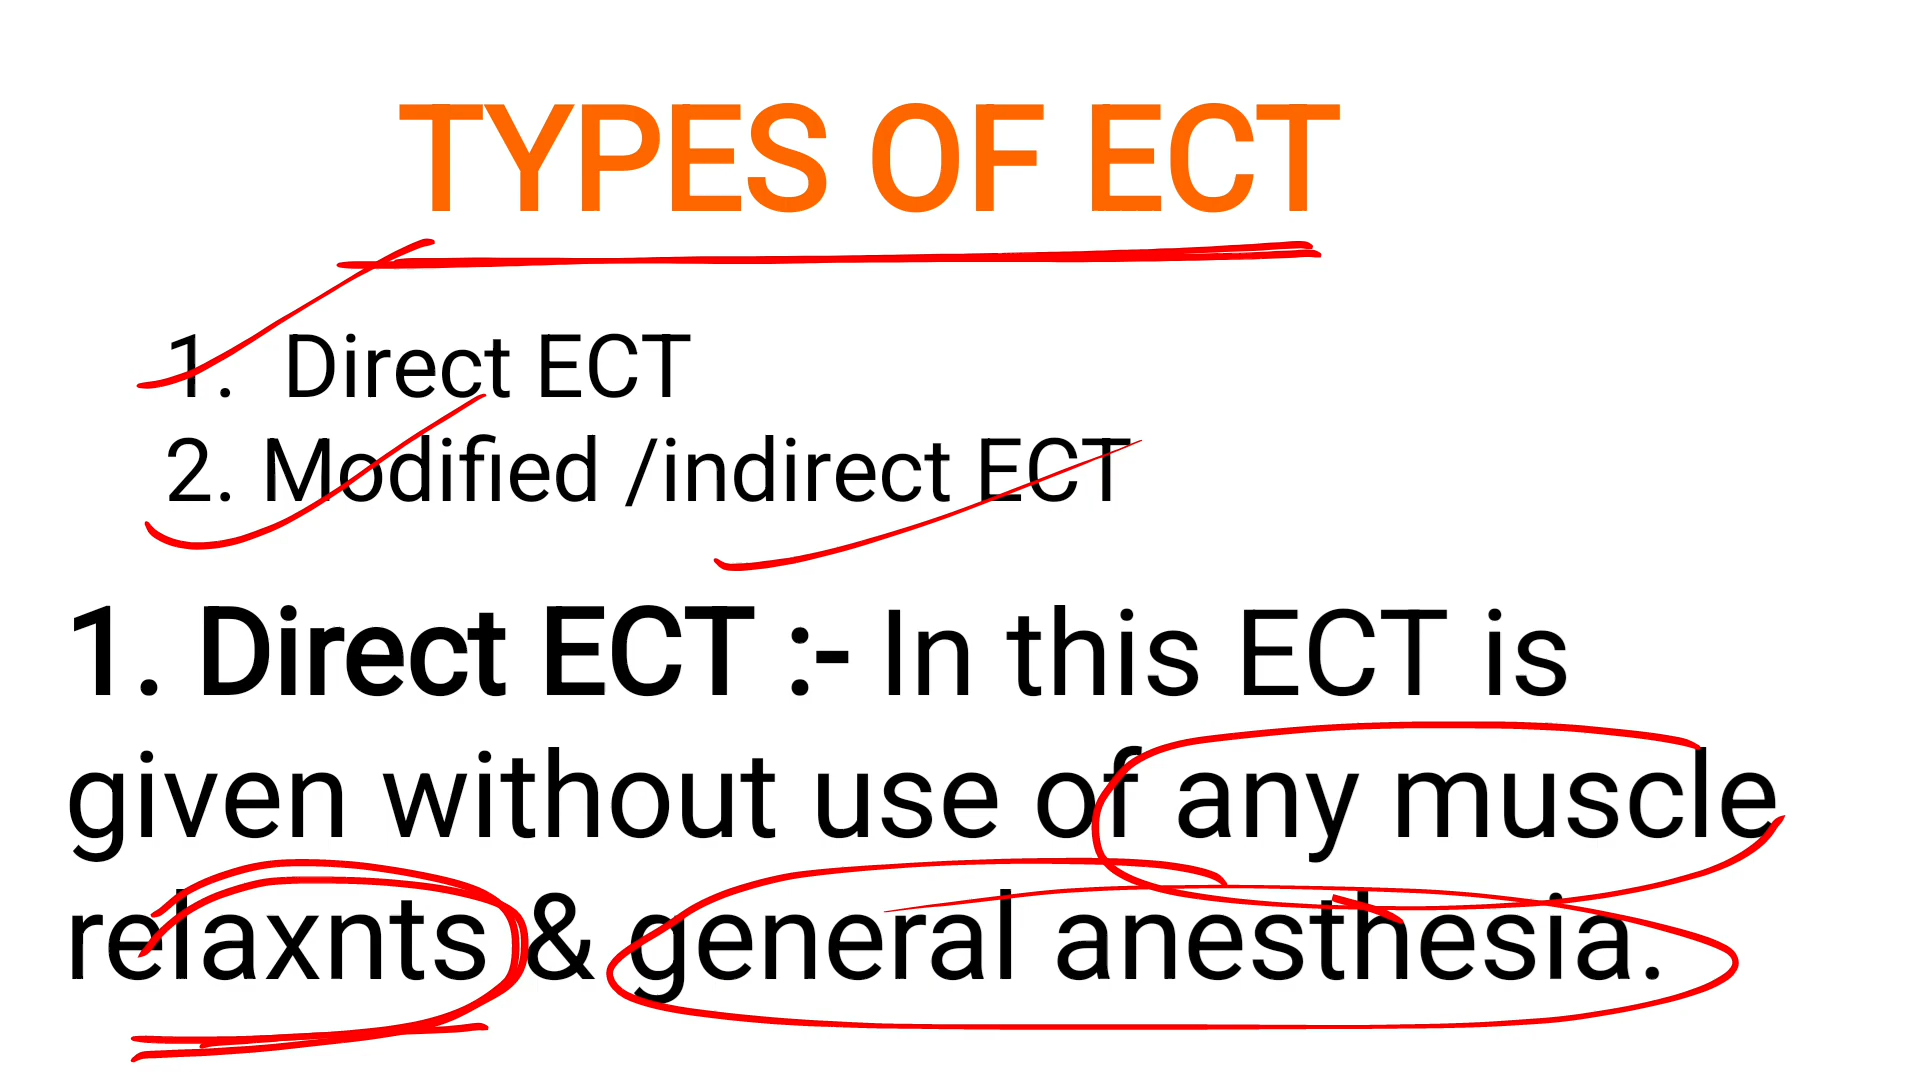 TYPES OF ECT
1. Direct ECT
2. Modified /indirect ECT
1. Direct ECT :- In this ECT is
given without use of any muscle
relaxnts & general anesthesia.